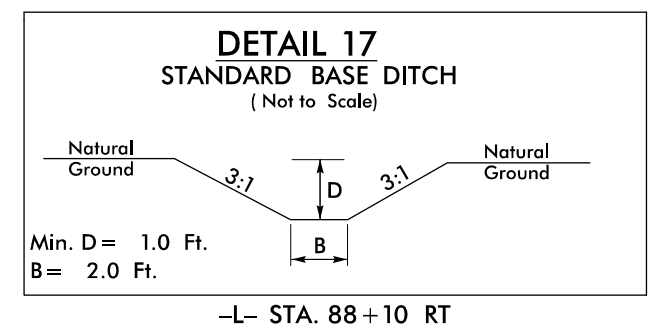 DETAIL 17
STANDARD BASE DITCH
( Not to Scale)
Natural
Ground
3:1
D
3:1
Natural
Ground
Min. D = 1.0 Ft.
B
B = 2.0 Ft.
–L– STA. 88+10 RT